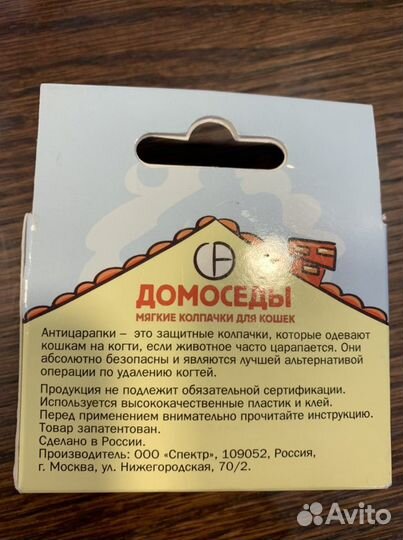 ДОМОСЕДЫ
МЯГКИЕ КОЛПАЧКИ ДЛЯ КОШЕК
Антицарапки – это защитные колпачки, которые одевают
кошкам на когти, если животное часто царапается. Они
абсолютно безопасны и являются лучшей альтернативой
операции по удалению когтей.
Продукция не подлежит обязательной сертификации.
Используется высококачественные пластик и клей.
Перед применением внимательно прочитайте инструкцию.
Товар запатентован.
Сделано в России.
Производитель: ООО «Спектр», 109052, Россия,
г. Москва, ул. Нижегородская, 70/2.
Avito